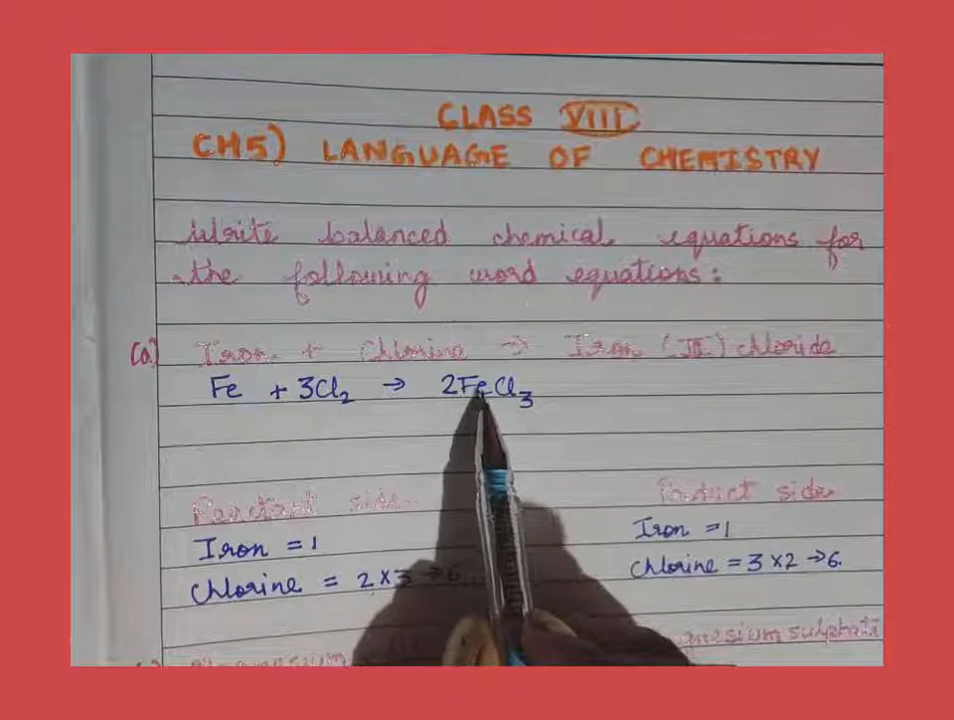 CLASS VIII
CH5) LANGUAGE OF CHEMISTRY
Write balanced chemical equations for
the following word equations:
(a) Iron + Chlorine → Iron (III) chloride
Fe + 3Cl₂ → 2FeCl₃
Reactant side Product side
Iron = 1 Iron = 1
Chlorine = 2 × 3 → 6 Chlorine = 3 × 2 → 6.